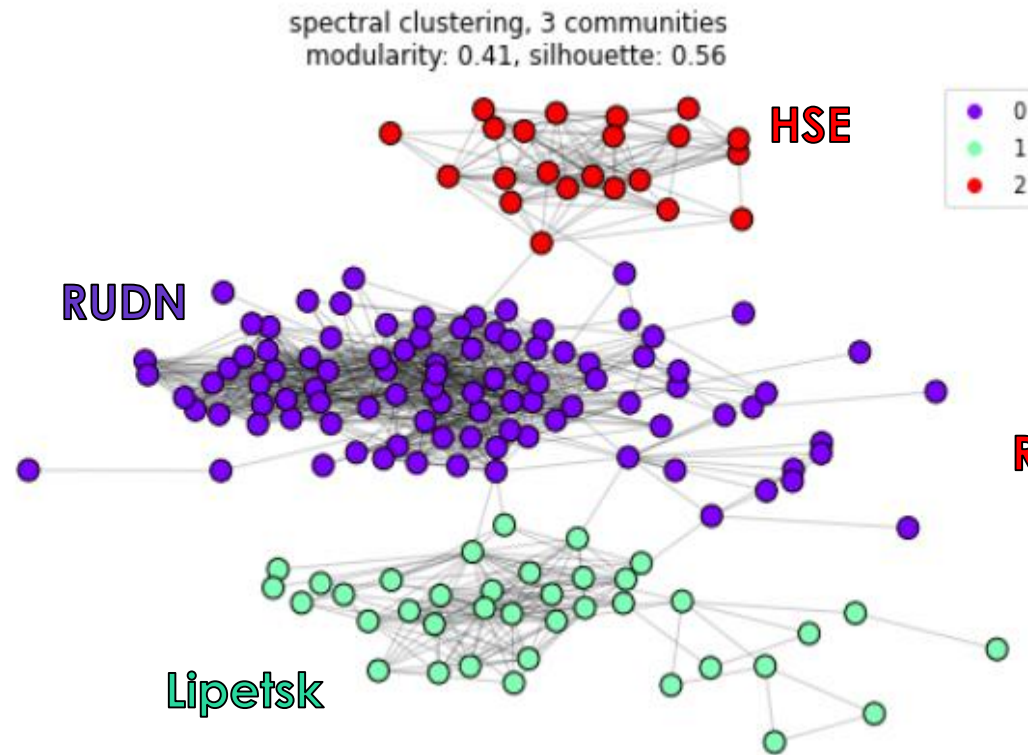 spectral clustering, 3 communities
modularity: 0.41, silhouette: 0.56
HSE
0
1
2
RUDN
R
Lipetsk